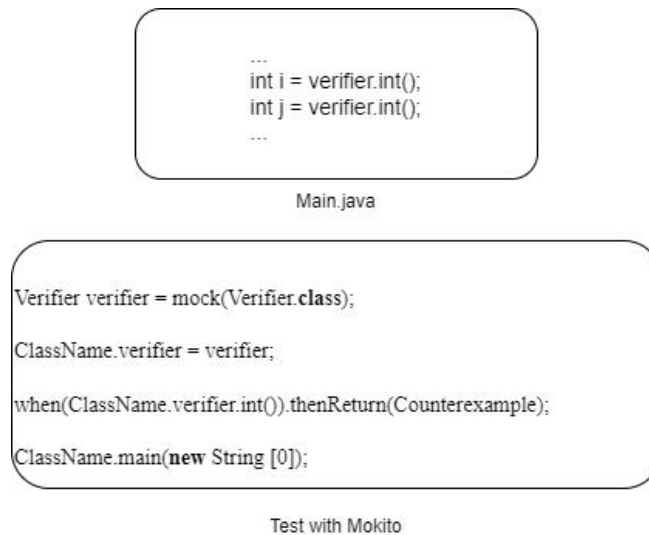 ...
int i = verifier.int();
int j = verifier.int();
...
Main.java
Verifier verifier = mock(Verifier.class);
ClassName.verifier = verifier;
when(ClassName.verifier.int()).thenReturn(Counterexample);
ClassName.main(new String [0]);
Test with Mokito